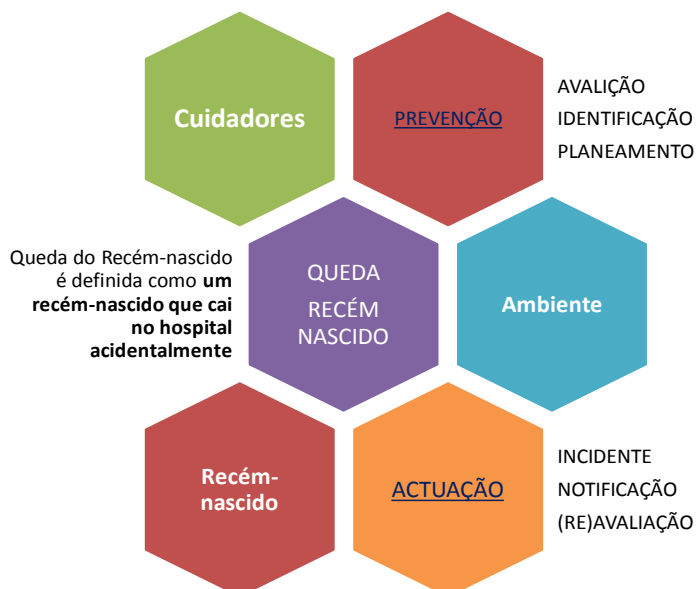 Cuidadores
PREVENÇÃO
AVALIÇÃO
IDENTIFICAÇÃO
PLANEAMENTO
Queda do Recém-nascido
é definida como um
recém-nascido que cai
no hospital
acidentalmente
QUEDA
RECÉM
NASCIDO
Ambiente
Recém-
nascido
ACTUAÇÃO
INCIDENTE
NOTIFICAÇÃO
(RE)AVALIAÇÃO